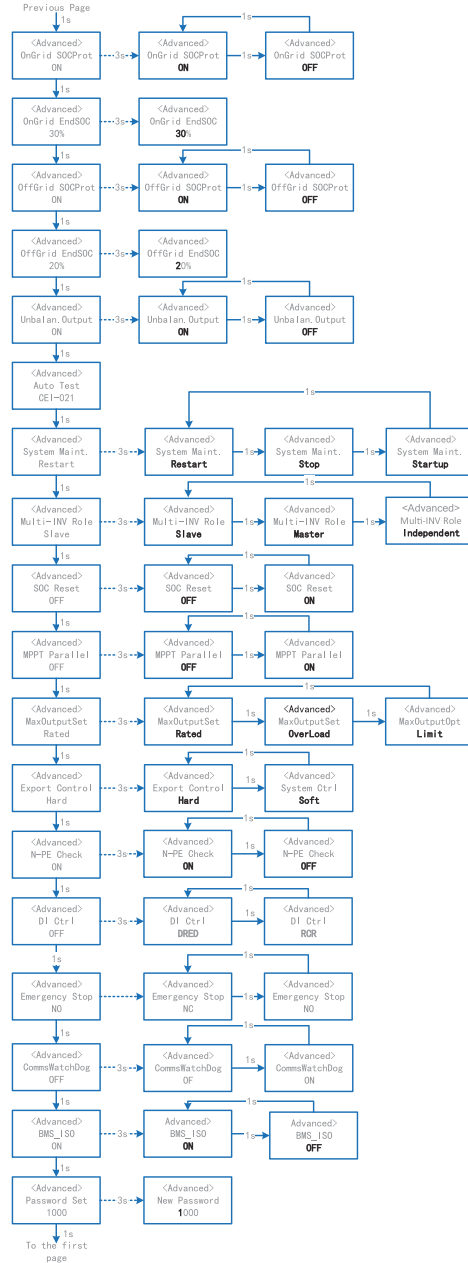 Previous Page
1s
<Advanced>
OnGrid SOCProt
ON
3s
<Advanced>
OnGrid SOCProt
ON
1s
<Advanced>
OnGrid SOCProt
OFF
1s
1s
<Advanced>
OnGrid EndSOC
30%
3s
<Advanced>
OnGrid EndSOC
30%
1s
<Advanced>
OffGrid SOCProt
ON
3s
<Advanced>
OffGrid SOCProt
ON
1s
<Advanced>
OffGrid SOCProt
OFF
1s
1s
<Advanced>
OffGrid EndSOC
20%
3s
<Advanced>
OffGrid EndSOC
20%
1s
<Advanced>
Unbalan.Output
ON
3s
<Advanced>
Unbalan.Output
ON
1s
<Advanced>
Unbalan.Output
OFF
1s
1s
<Advanced>
Auto Test
CEI-021
1s
<Advanced>
System Maint.
Restart
3s
<Advanced>
System Maint.
Restart
1s
<Advanced>
System Maint.
Stop
1s
<Advanced>
System Maint.
Startup
1s
1s
<Advanced>
Multi-INV Role
Slave
3s
<Advanced>
Multi-INV Role
Slave
1s
<Advanced>
Multi-INV Role
Master
1s
<Advanced>
Multi-INV Role
Independent
1s
1s
<Advanced>
SOC Reset
OFF
3s
<Advanced>
SOC Reset
OFF
1s
<Advanced>
SOC Reset
ON
1s
1s
<Advanced>
MPPT Parallel
OFF
3s
<Advanced>
MPPT Parallel
OFF
1s
<Advanced>
MPPT Parallel
ON
1s
1s
<Advanced>
MaxOutputSet
Rated
3s
<Advanced>
MaxOutputSet
Rated
1s
<Advanced>
MaxOutputSet
OverLoad
1s
<Advanced>
MaxOutputOpt
Limit
1s
1s
<Advanced>
Export Control
Hard
3s
<Advanced>
Export Control
Hard
1s
<Advanced>
System Ctrl
Soft
1s
1s
<Advanced>
N-PE Check
ON
3s
<Advanced>
N-PE Check
ON
1s
<Advanced>
N-PE Check
OFF
1s
1s
<Advanced>
DI Ctrl
OFF
3s
<Advanced>
DI Ctrl
DRED
1s
<Advanced>
DI Ctrl
RCR
1s
1s
<Advanced>
Emergency Stop
NO
<Advanced>
Emergency Stop
NC
1s
<Advanced>
Emergency Stop
NO
1s
1s
<Advanced>
CommsWatchDog
OFF
3s
<Advanced>
CommsWatchDog
OF
1s
<Advanced>
CommsWatchDog
ON
1s
1s
<Advanced>
BMS_ISO
ON
3s
Advanced>
BMS_ISO
ON
1s
Advanced>
BMS_ISO
OFF
1s
1s
<Advanced>
Password Set
1000
3s
<Advanced>
New Password
1000
1s
To the first
page